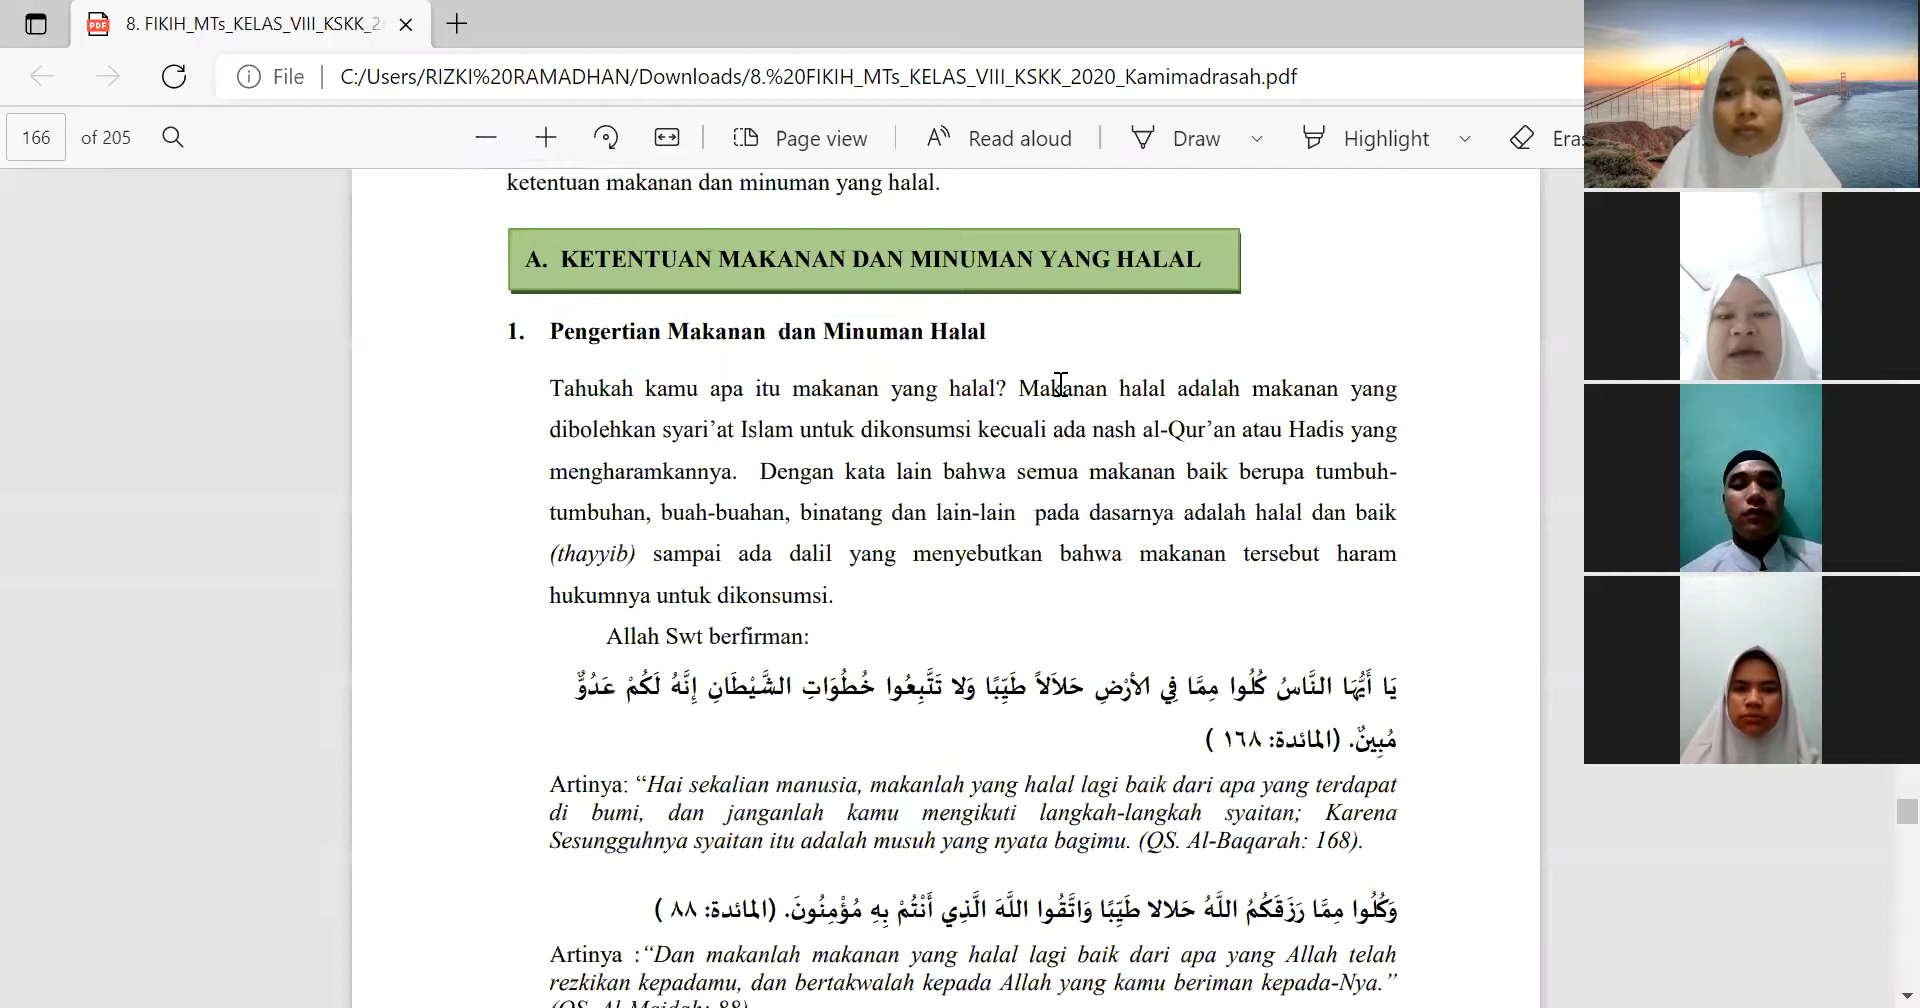 8. FIKIH_MTs_KELAS_VIII_KSKK_2
File
C:/Users/RIZKI%20RAMADHAN/Downloads/8.%20FIKIH_MTs_KELAS_VIII_KSKK_2020_Kamimadrasah.pdf
166 of 205
Page view
Read aloud
Draw
Highlight
Eras
ketentuan makanan dan minuman yang halal.
A. KETENTUAN MAKANAN DAN MINUMAN YANG HALAL
1. Pengertian Makanan dan Minuman Halal
Tahukah kamu apa itu makanan yang halal? Makanan halal adalah makanan yang
dibolehkan syari’at Islam untuk dikonsumsi kecuali ada nash al-Qur’an atau Hadis yang
mengharamkannya. Dengan kata lain bahwa semua makanan baik berupa tumbuh-
tumbuhan, buah-buahan, binatang dan lain-lain pada dasarnya adalah halal dan baik
(thayyib) sampai ada dalil yang menyebutkan bahwa makanan tersebut haram
hukumnya untuk dikonsumsi.
Allah Swt berfirman:
يَا أَيُّهَا النَّاسُ كُلُوا مِمَّا فِي الأَرْضِ حَلاَلاً طَيِّبًا وَلا تَتَّبِعُوا خُطُوَاتِ الشَّيْطَانِ إِنَّهُ لَكُمْ عَدُوٌّ
مُبِينٌ. (المائدة: ١٦٨ )
Artinya: “Hai sekalian manusia, makanlah yang halal lagi baik dari apa yang terdapat
di bumi, dan janganlah kamu mengikuti langkah-langkah syaitan; Karena
Sesungguhnya syaitan itu adalah musuh yang nyata bagimu. (QS. Al-Baqarah: 168).
وَكُلُوا مِمَّا رَزَقَكُمُ اللَّهُ حَلالا طَيِّبًا وَاتَّقُوا اللَّهَ الَّذِي أَنْتُمْ بِهِ مُؤْمِنُونَ. (المائدة: ٨٨ )
Artinya :“Dan makanlah makanan yang halal lagi baik dari apa yang Allah telah
rezkikan kepadamu, dan bertakwalah kepada Allah yang kamu beriman kepada-Nya.”
(QS. Al-Maidah: 88)